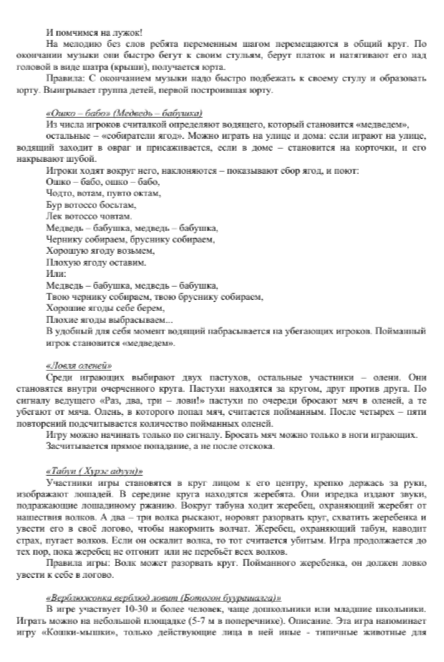 И помчимся на лужок!
На мелодию без слов ребята переменным шагом перемещаются в общий круг. По
окончании музыки они быстро бегут к своим стульям, берут платок и натягивают его над
головой в виде шатра (крыши), получается юрта.
Правила: С окончанием музыки надо быстро подбежать к своему стулу и образовать
юрту. Выигрывает группа детей, первой построившая юрту.
«Ошко – бабо» (Медведь – бабушка)
Из числа игроков считалкой определяют водящего, который становится «медведем»,
остальные – «собиратели ягод». Можно играть на улице и дома: если играют на улице,
водящий заходит в овраг и присаживается, если в доме – становится на корточки, и его
накрывают шубой.
Игроки ходят вокруг него, наклоняются – показывают сбор ягод, и поют:
Ошко – бабо, ошко – бабо,
Чодто, вотам, пувто октам,
Бур вотоссо босьтам,
Лек вотоссо човтам.
Медведь – бабушка, медведь – бабушка,
Чернику собираем, бруснику собираем,
Хорошую ягоду возьмем,
Плохую ягоду оставим.
Или:
Медведь – бабушка, медведь – бабушка,
Твою чернику собираем, твою бруснику собираем,
Хорошие ягоды себе берем,
Плохие ягоды выбрасываем...
В удобный для себя момент водящий набрасывается на убегающих игроков. Пойманный
игрок становится «медведем».
«Ловля оленей»
Среди играющих выбирают двух пастухов, остальные участники – олени. Они
становятся внутри очерченного круга. Пастухи находятся за кругом, друг против друга. По
сигналу ведущего «Раз, два, три – лови!» пастухи по очереди бросают мяч в оленей, а те
убегают от мяча. Олень, в которого попал мяч, считается пойманным. После четырех – пяти
повторений подсчитывается количество пойманных оленей.
Игру можно начинать только по сигналу. Бросать мяч можно только в ноги играющих.
Засчитывается прямое попадание, а не после отскока.
«Табун ( Хурэг адуун)»
Участники игры становятся в круг лицом к его центру, крепко держась за руки,
изображают лошадей. В середине круга находятся жеребята. Они изредка издают звуки,
подражающие лошадиному ржанию. Вокруг табуна ходит жеребец, охраняющий жеребят от
нашествия волков. А два – три волка рыскают, норовят разорвать круг, схватить жеребенка и
увести его в своё логово, чтобы накормить волчат. Жеребец, охраняющий табун, наводит
страх, пугает волков. Если он осалил волка, то тот считается убитым. Игра продолжается до
тех пор, пока жеребец не отгонит или не перебьёт всех волков.
Правила игры: Волк может разорвать круг. Пойманного жеребенка, он должен ловко
увести к себе в логово.
«Верблюжонка верблюд ловит (Ботогон буурашалга)»
В игре участвует 10-30 и более человек, чаще дошкольники или младшие школьники.
Играть можно на небольшой площадке (5-7 м в поперечнике). Описание. Эта игра напоминает
игру «Кошки-мышки», только действующие лица в ней иные - типичные животные для